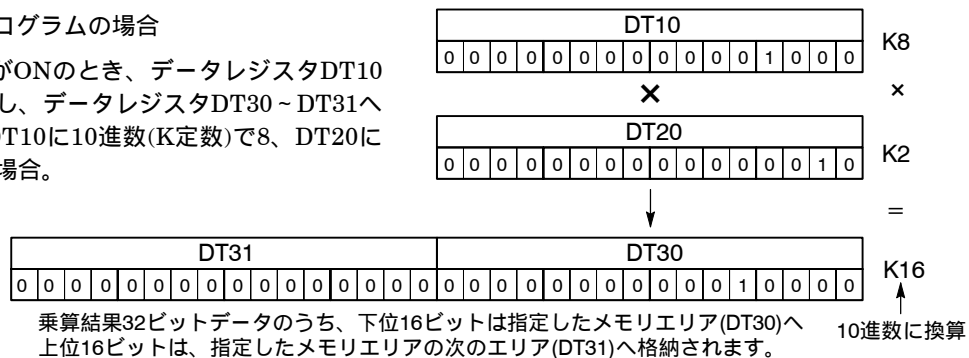 ログラムの場合
がONのとき、データレジスタDT10
し、データレジスタDT30~DT31へ
DT10に10進数(K定数)で8、DT20に
場合。
DT10
0 0 0 0 0 0 0 0 0 0 0 0 1 0 0 0
K8
×
×
DT20
0 0 0 0 0 0 0 0 0 0 0 0 0 0 1 0
K2
=
DT31
DT30
0 0 0 0 0 0 0 0 0 0 0 0 0 0 0 0 0 0 0 0 0 0 0 0 0 0 0 1 0 0 0 0
K16
乗算結果32ビットデータのうち、下位16ビットは指定したメモリエリア(DT30)へ
上位16ビットは、指定したメモリエリアの次のエリア(DT31)へ格納されます。
10進数に換算